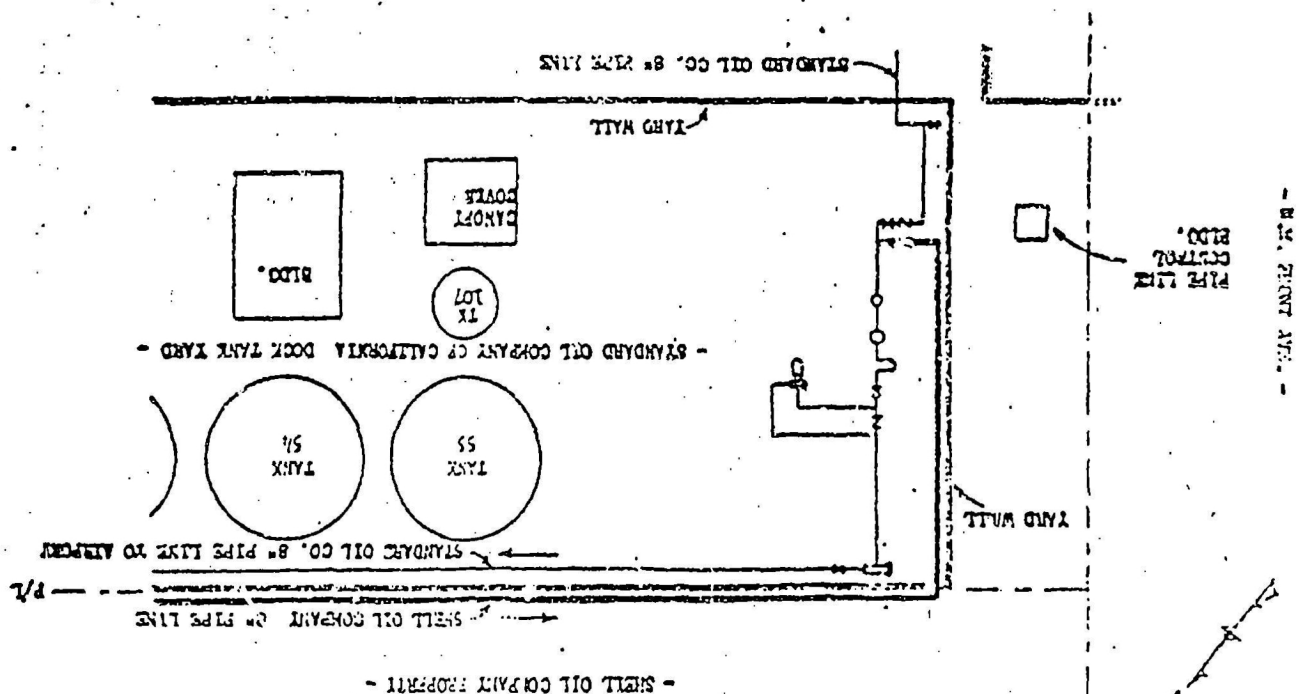 - SHELL OIL COMPANY PROPERTY -
SHELL OIL COMPANY 8" PIPE LINE
P/L
STANDARD OIL CO. 8" PIPE LINE TO AIRPORT
YARD WALL
TANK
55
TANK
54
- STANDARD OIL COMPANY OF CALIFORNIA DOCK TANK YARD -
PIPE LINE
CONTROL
BLDG.
TK
107
BLDG.
CANOPY
COVER
- N.W. FRONT AVE. -
YARD WALL
STANDARD OIL CO. 8" PIPE LINE